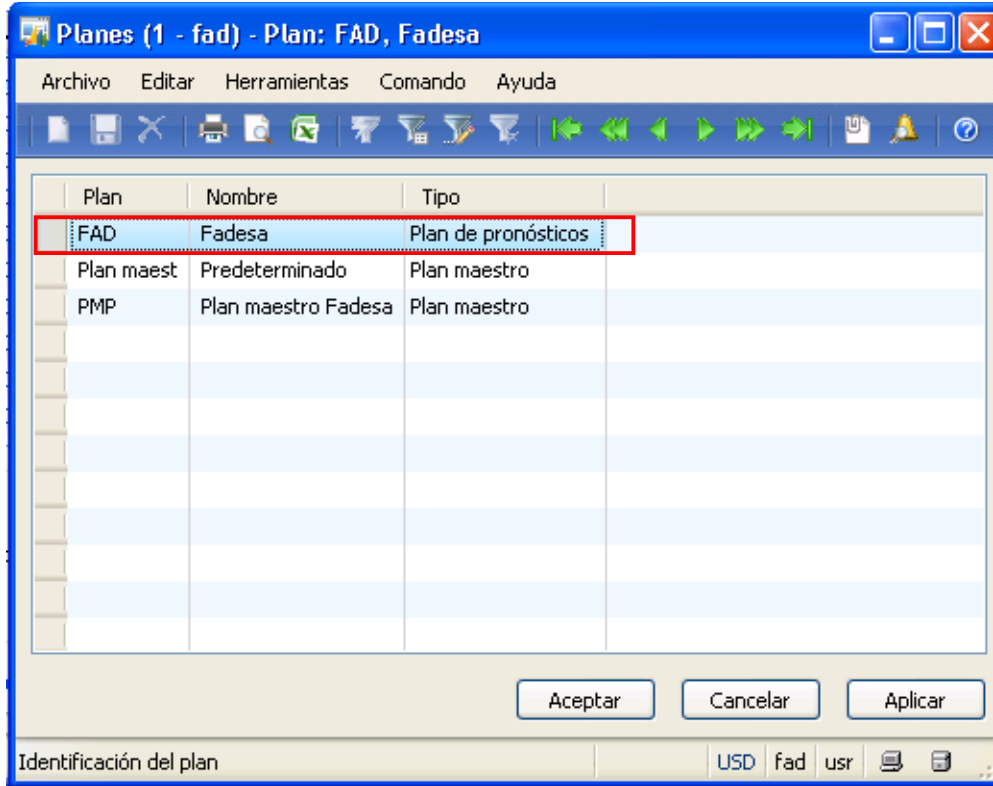 Planes (1 - fad) - Plan: FAD, Fadesa
Archivo Editar Herramientas Comando Ayuda
Plan Nombre Tipo
FAD Fadesa Plan de pronósticos
Plan maest Predeterminado Plan maestro
PMP Plan maestro Fadesa Plan maestro
Aceptar Cancelar Aplicar
Identificación del plan USD fad usr